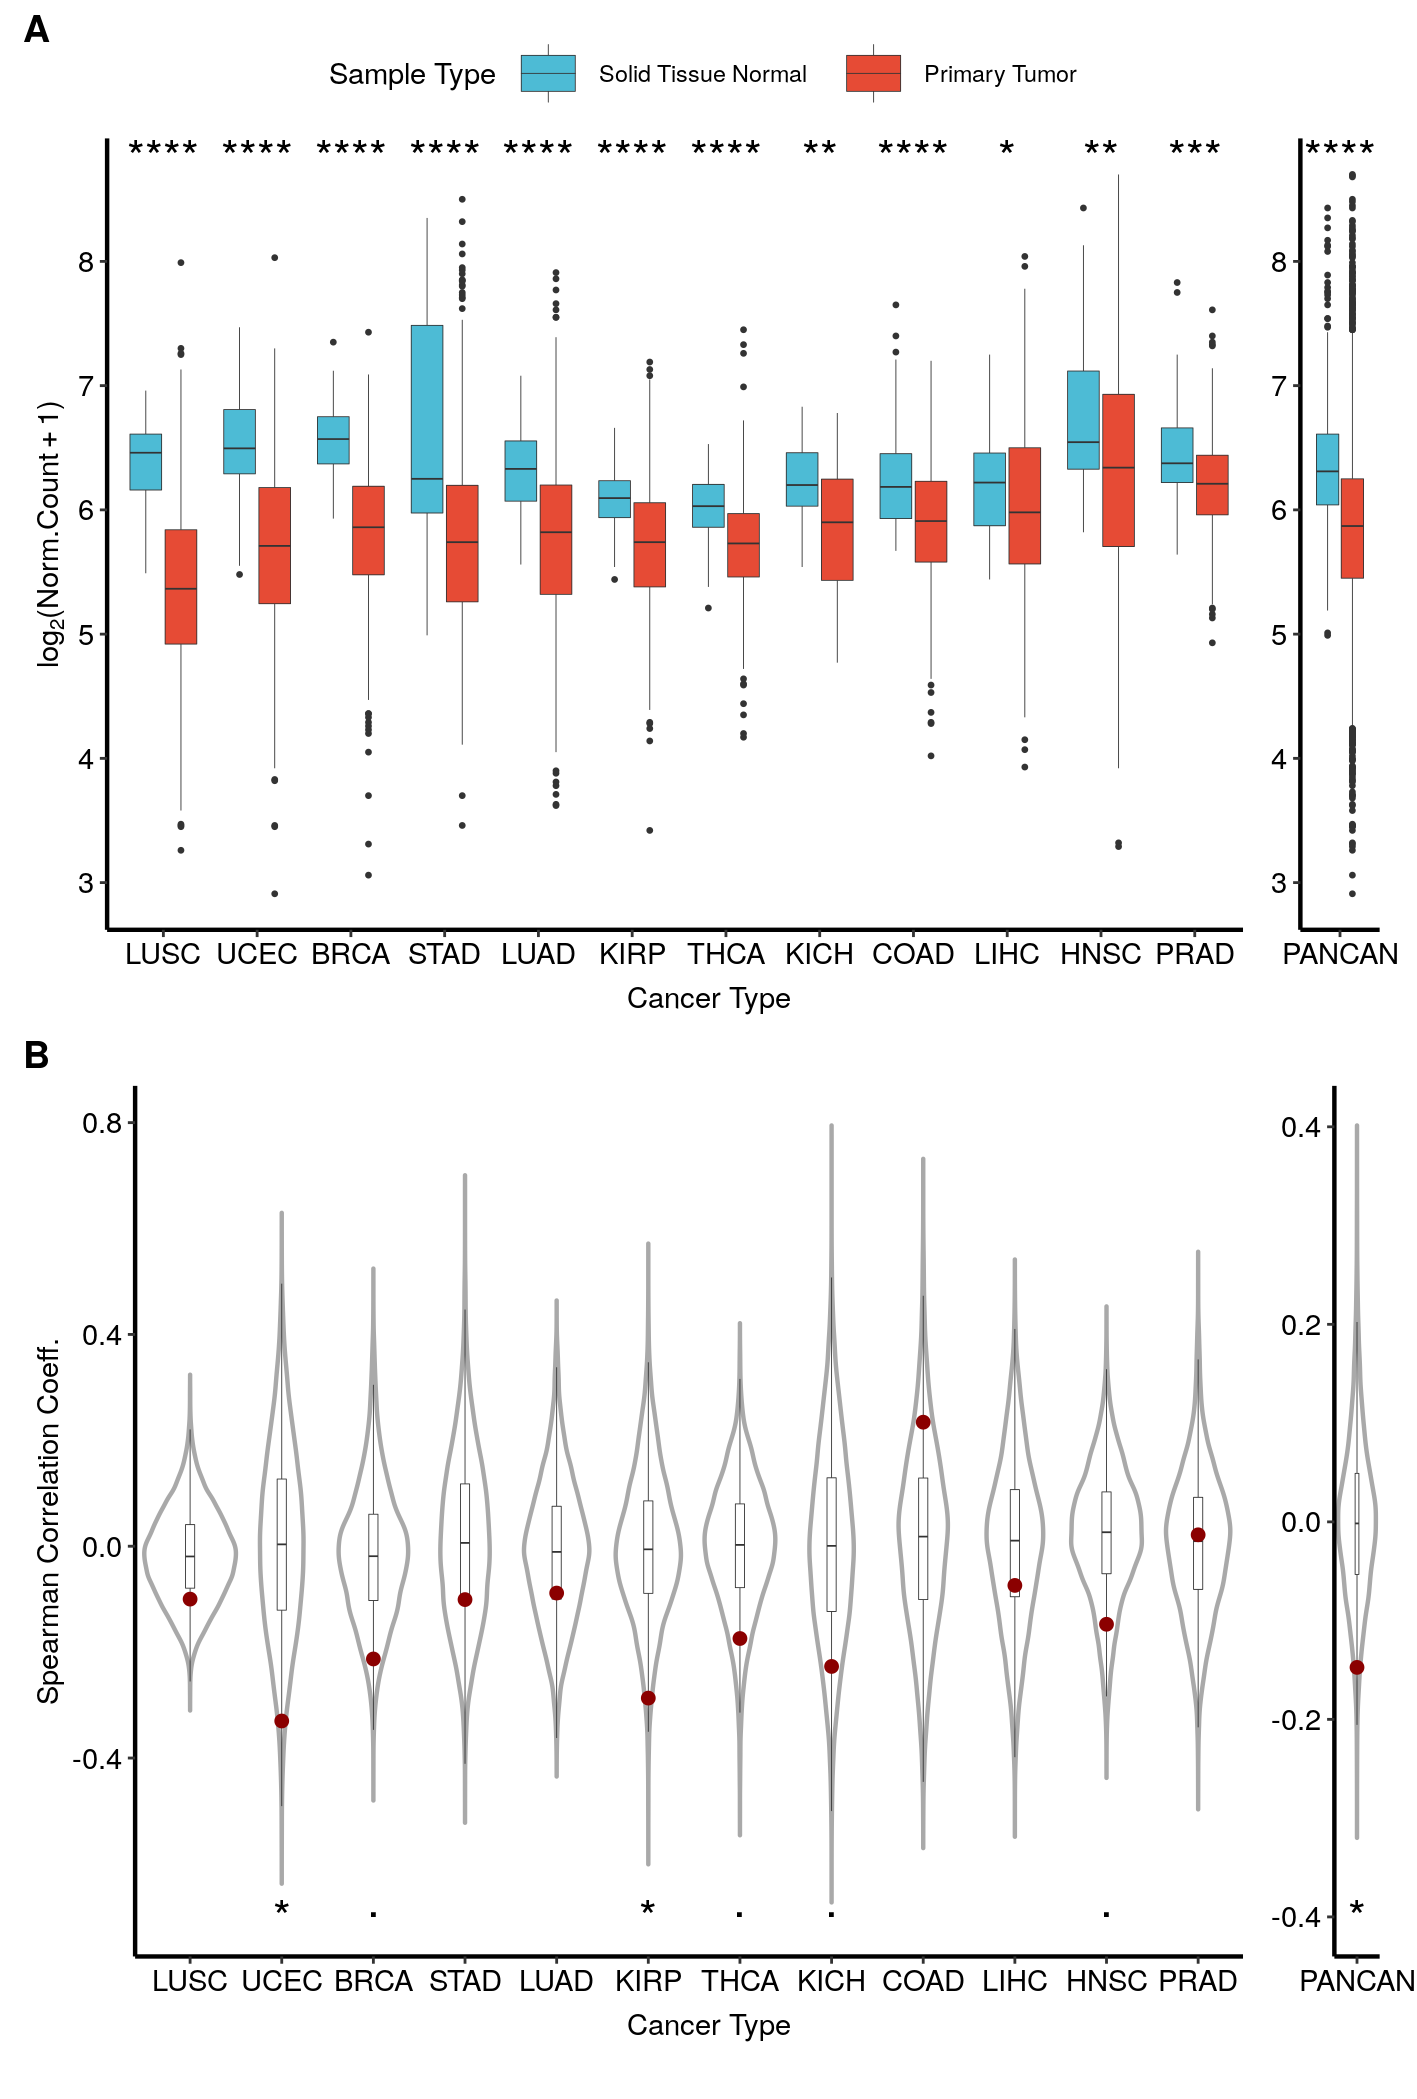 A
Sample Type Solid Tissue Normal Primary Tumor
**** **** **** **** **** **** **** ** **** * ** *** ****
8 8
7 7
6 6
5 5
4 4
3 3
log₂(Norm.Count + 1)
LUSC UCEC BRCA STAD LUAD KIRP THCA KICH COAD LIHC HNSC PRAD PANCAN
Cancer Type
B
0.8 0.4
0.4 0.2
0.0 0.0
-0.4 -0.2
-0.4
Spearman Correlation Coeff.
* . * . . . *
LUSC UCEC BRCA STAD LUAD KIRP THCA KICH COAD LIHC HNSC PRAD PANCAN
Cancer Type